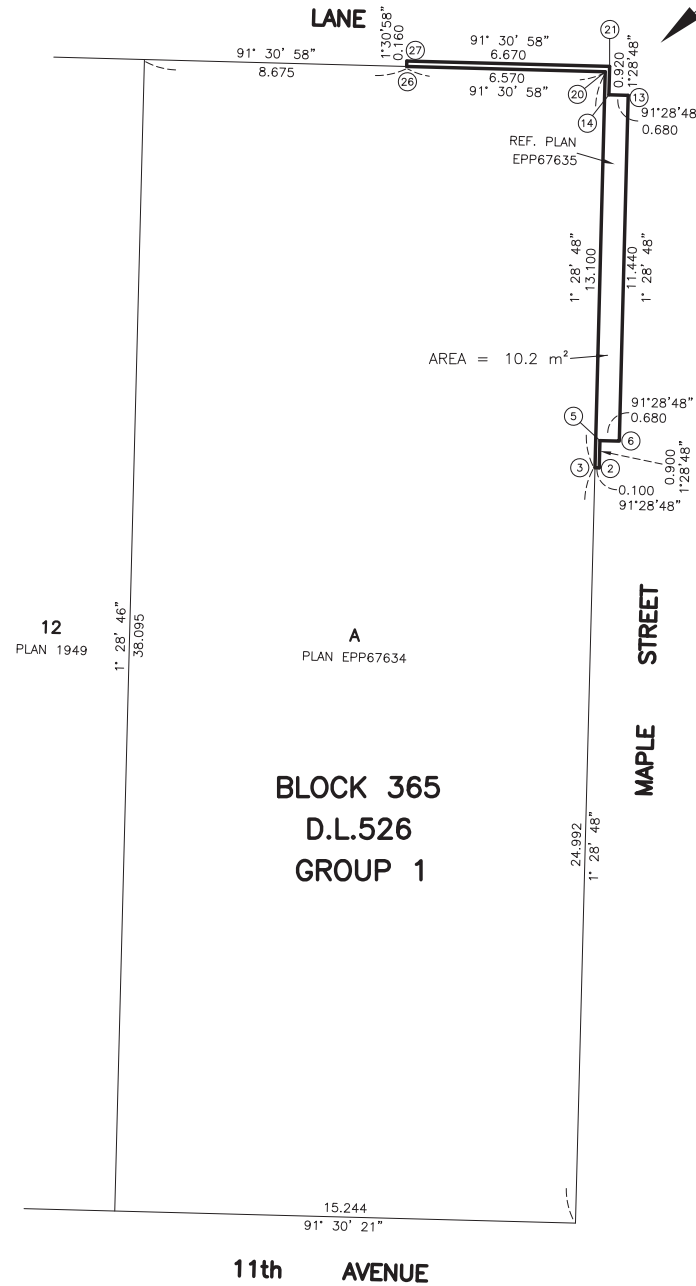 LANE
91° 30' 58"
8.675
1°30'58"
0.160
27
26
91° 30' 58"
6.670
6.570
91° 30' 58"
21
0.920
1°28'48"
20
14
13
91°28'48"
0.680
REF. PLAN
EPP67635
1° 28' 48"
13.100
11.440
1° 28' 48"
AREA = 10.2 m²
91°28'48"
0.680
5
6
3
2
0.900
1°28'48"
0.100
91°28'48"
12
PLAN 1949
1° 28' 46"
38.095
A
PLAN EPP67634
MAPLE STREET
BLOCK 365
D.L.526
GROUP 1
24.992
1° 28' 48"
15.244
91° 30' 21"
11th AVENUE